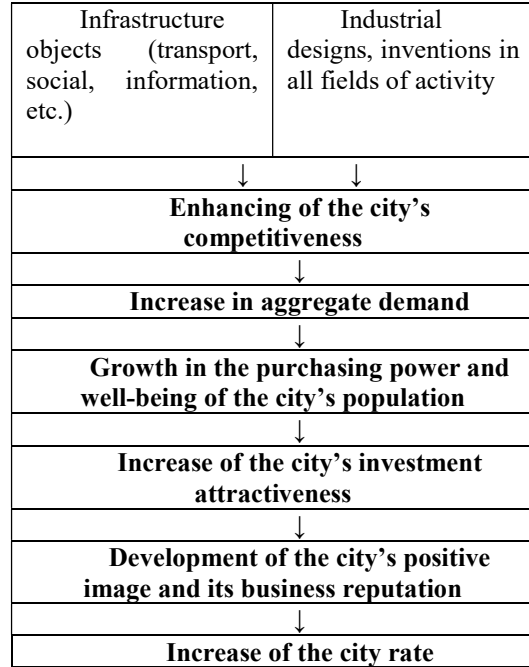 Infrastructure
objects (transport,
social, information,
etc.)
Industrial
designs, inventions in
all fields of activity
↓ ↓
Enhancing of the city's
competitiveness
↓
Increase in aggregate demand
↓
Growth in the purchasing power and
well-being of the city's population
↓
Increase of the city's investment
attractiveness
↓
Development of the city's positive
image and its business reputation
↓
Increase of the city rate